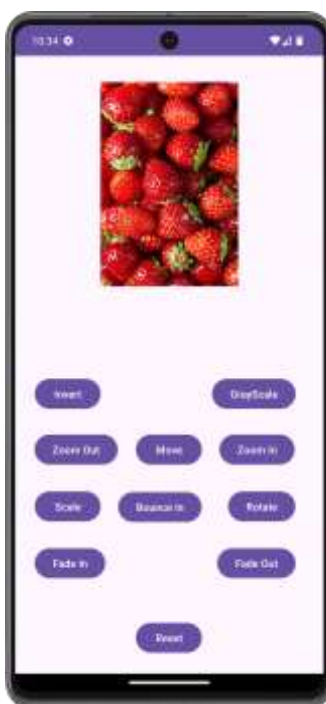 10:34
Invert GrayScale
Zoom Out Move Zoom In
Scale Bounce In Rotate
Fade In Fade Out
Reset